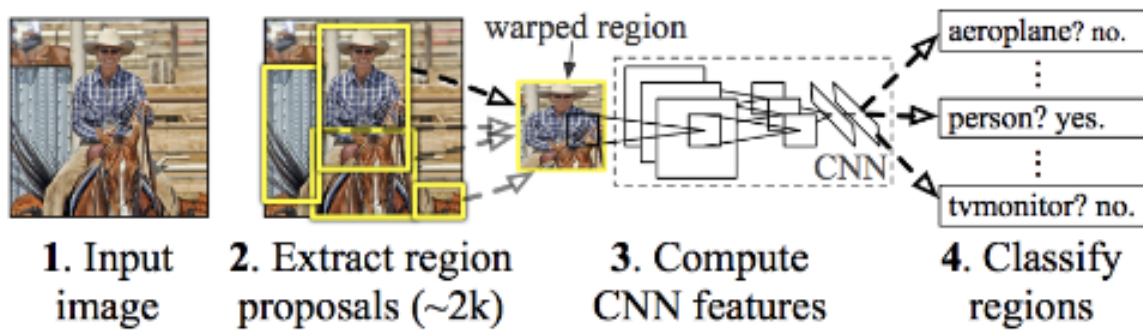 warped region
aeroplane? no.
person? yes.
CNN
tvmonitor? no.
1. Input
image
2. Extract region
proposals (~2k)
3. Compute
CNN features
4. Classify
regions